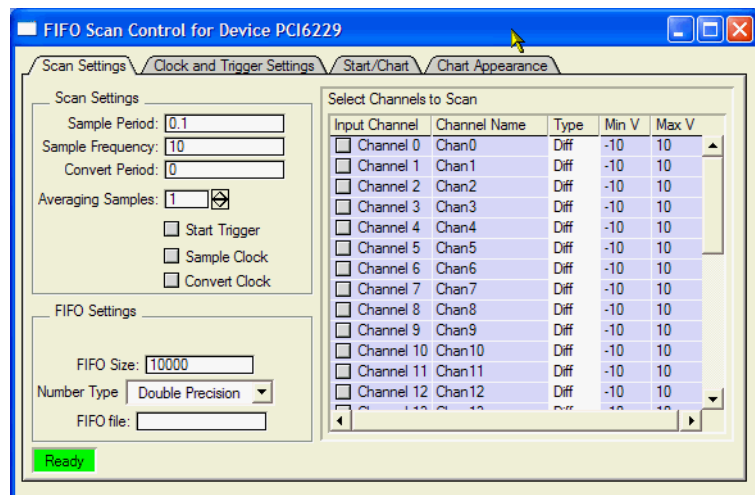 FIFO Scan Control for Device PCI6229
Scan Settings Clock and Trigger Settings Start/Chart Chart Appearance
Scan Settings
Sample Period: 0.1
Sample Frequency: 10
Convert Period: 0
Averaging Samples: 1
Start Trigger
Sample Clock
Convert Clock
FIFO Settings
FIFO Size: 10000
Number Type Double Precision
FIFO file:
Ready
Select Channels to Scan
Input Channel Channel Name Type Min V Max V
Channel 0 Chan0 Diff -10 10
Channel 1 Chan1 Diff -10 10
Channel 2 Chan2 Diff -10 10
Channel 3 Chan3 Diff -10 10
Channel 4 Chan4 Diff -10 10
Channel 5 Chan5 Diff -10 10
Channel 6 Chan6 Diff -10 10
Channel 7 Chan7 Diff -10 10
Channel 8 Chan8 Diff -10 10
Channel 9 Chan9 Diff -10 10
Channel 10 Chan10 Diff -10 10
Channel 11 Chan11 Diff -10 10
Channel 12 Chan12 Diff -10 10